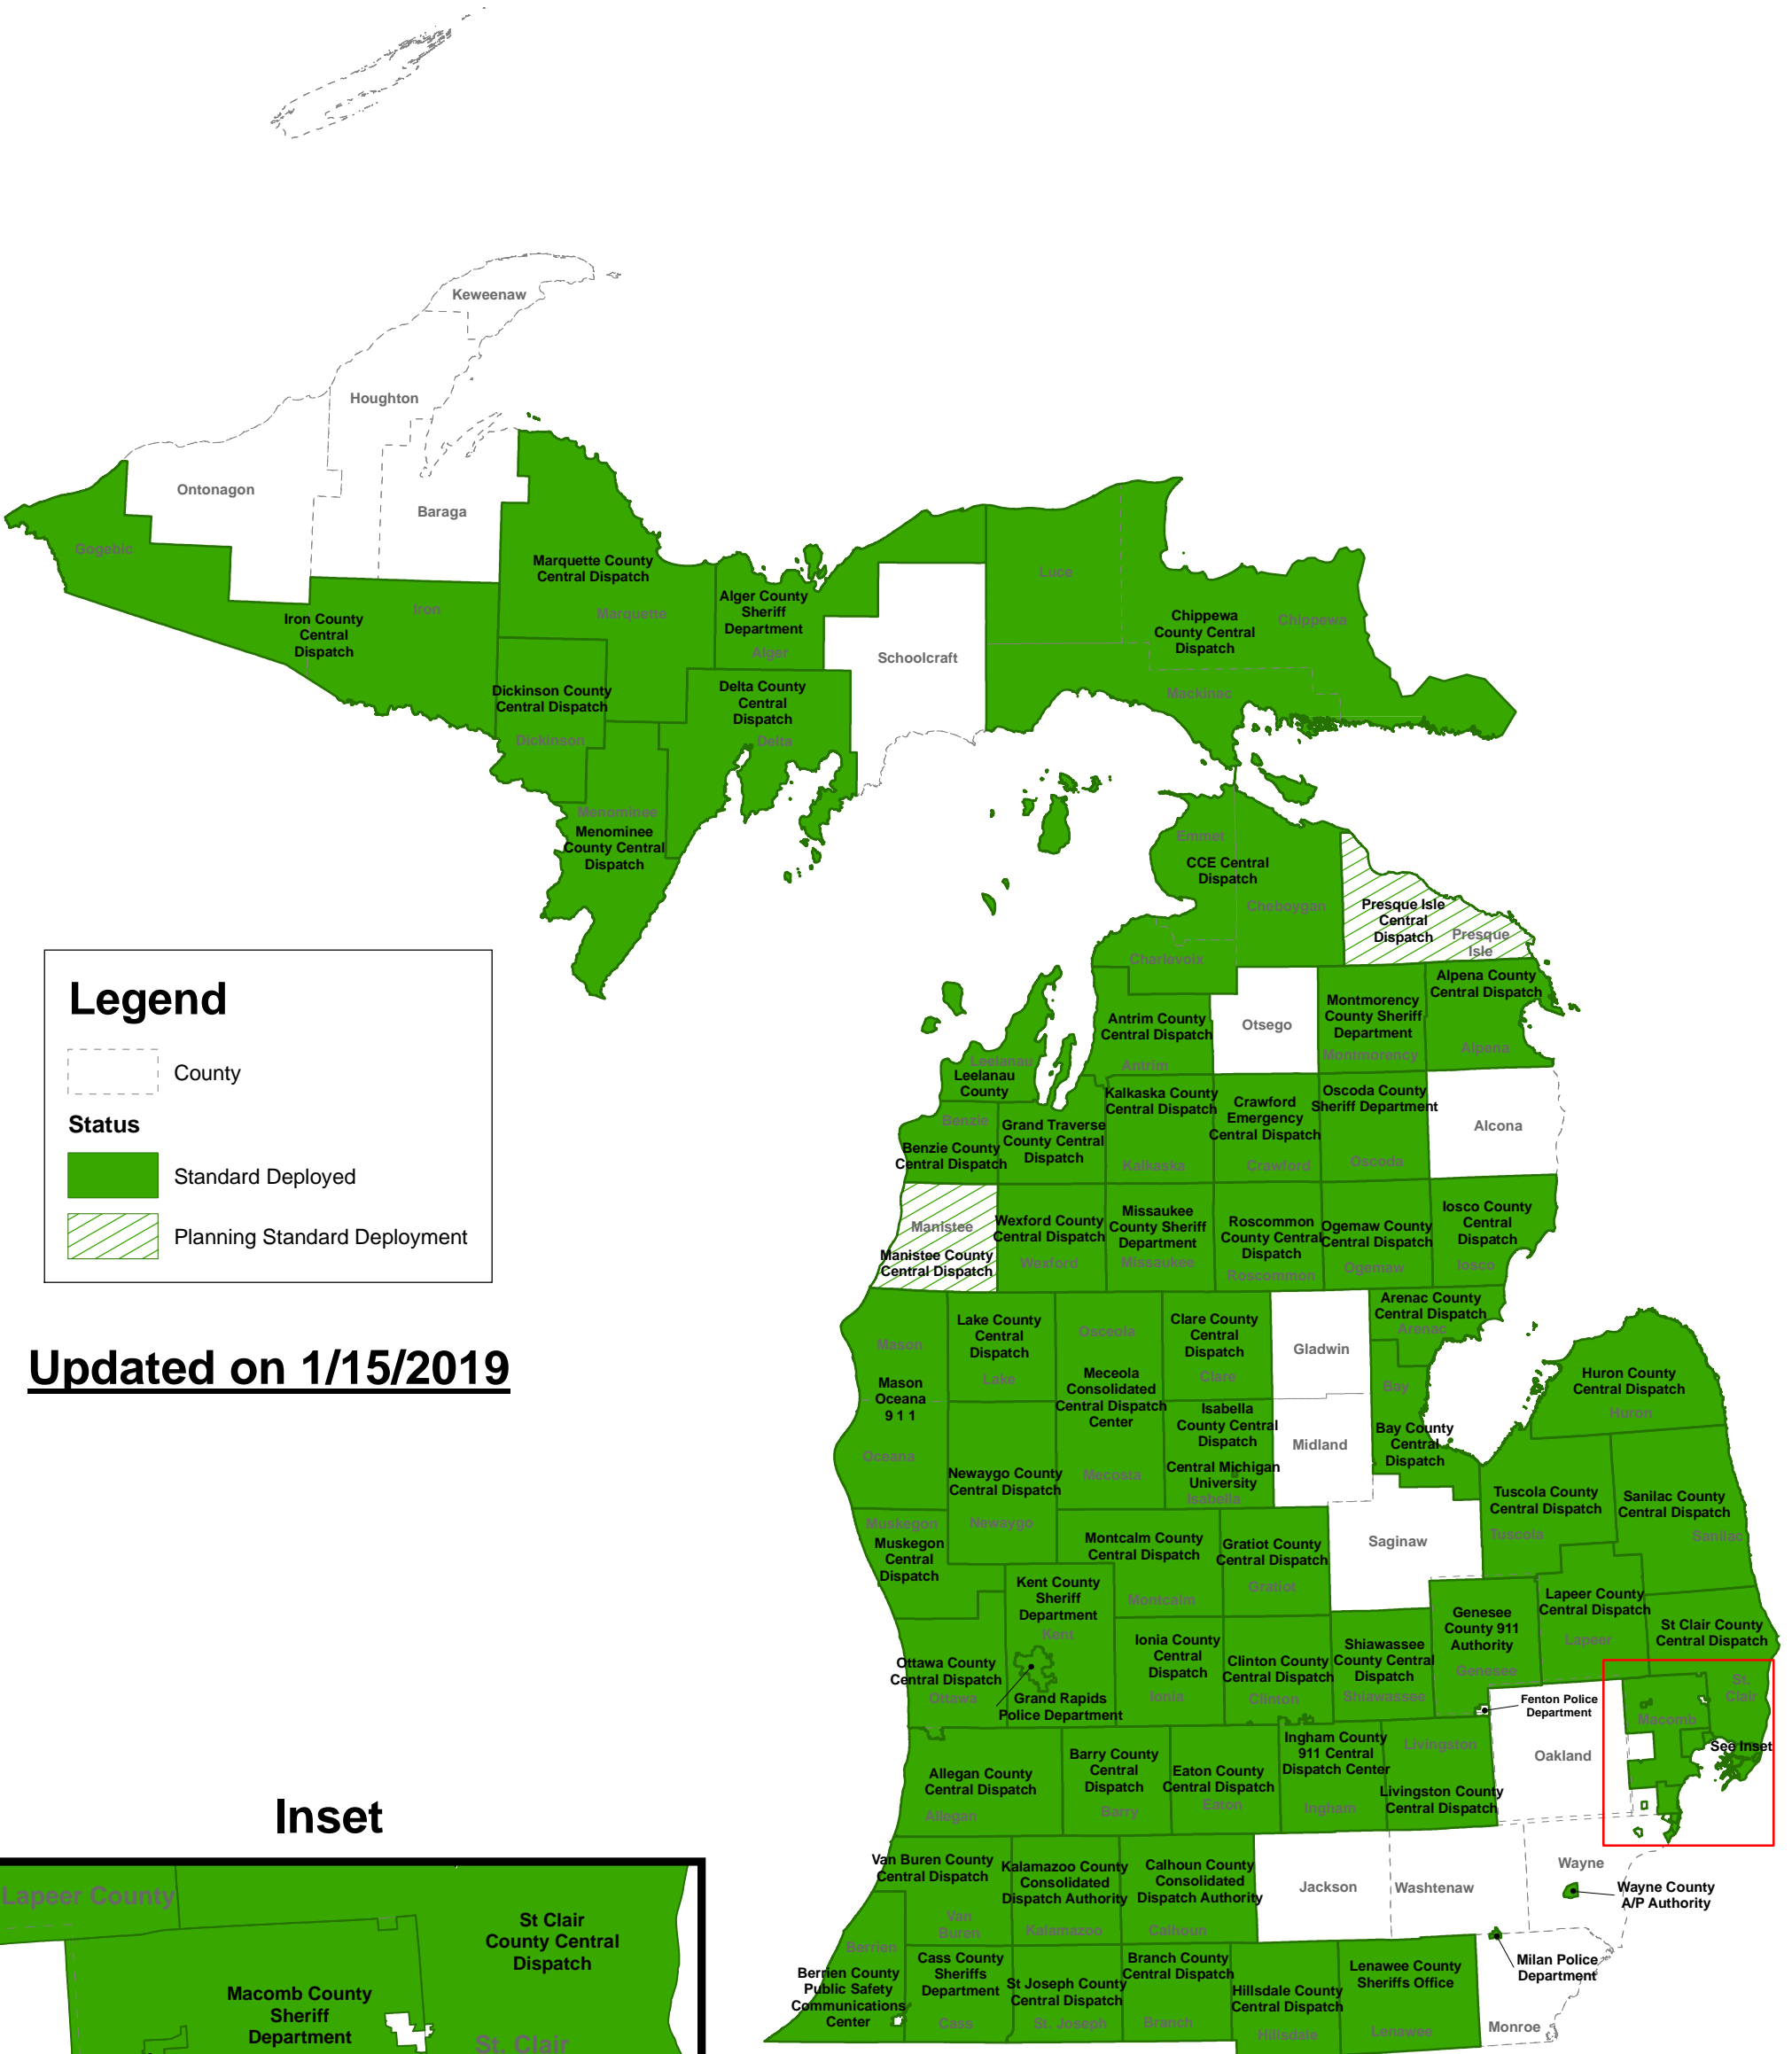 Keweenaw
Houghton
Ontonagon
Baraga
Gogebic
Marquette County
Central Dispatch
Iron
Marquette
Iron County
Central
Dispatch
Alger County
Sheriff
Department
Alger
Luce
Chippewa
County Central
Dispatch
Chippewa
Schoolcraft
Mackinac
Dickinson County
Central Dispatch
Dickinson
Delta County
Central
Dispatch
Delta
Menominee
Menominee
County Central
Dispatch
Emmet
CCE Central
Dispatch
Cheboygan
Presque Isle
Central
Dispatch
Presque
Isle
Charlevoix
Legend
County
Status
Standard Deployed
Planning Standard Deployment
Updated on 1/15/2019
Antrim County
Central Dispatch
Antrim
Otsego
Montmorency
County Sheriff
Department
Montmorency
Alpena County
Central Dispatch
Alpena
Leelanau
Leelanau
County
Benzie
Benzie County
Central Dispatch
Grand Traverse
County Central
Dispatch
Kalkaska County
Central Dispatch
Kalkaska
Crawford
Emergency
Central Dispatch
Crawford
Oscoda County
Sheriff Department
Oscoda
Alcona
Manistee
Manistee County
Central Dispatch
Wexford County
Central Dispatch
Wexford
Missaukee
County Sheriff
Department
Missaukee
Roscommon
County Central
Dispatch
Roscommon
Ogemaw County
Central Dispatch
Ogemaw
Iosco County
Central
Dispatch
Iosco
Mason
Mason
Oceana
9 1 1
Oceana
Lake County
Central
Dispatch
Lake
Osceola
Meceola
Consolidated
Central Dispatch
Center
Mecosta
Clare County
Central
Dispatch
Clare
Isabella
County Central
Dispatch
Central Michigan
University
Isabella
Gladwin
Midland
Arenac County
Central Dispatch
Arenac
Bay
Bay County
Central
Dispatch
Huron County
Central Dispatch
Huron
Newaygo County
Central Dispatch
Newaygo
Muskegon
Muskegon
Central
Dispatch
Montcalm County
Central Dispatch
Montcalm
Gratiot County
Central Dispatch
Gratiot
Saginaw
Tuscola County
Central Dispatch
Tuscola
Sanilac County
Central Dispatch
Sanilac
Kent County
Sheriff
Department
Kent
Grand Rapids
Police Department
Ottawa County
Central Dispatch
Ottawa
Ionia County
Central
Dispatch
Ionia
Clinton County
Central Dispatch
Clinton
Shiawassee
County Central
Dispatch
Shiawassee
Genesee
County 911
Authority
Genesee
Lapeer County
Central Dispatch
Lapeer
St Clair County
Central Dispatch
St.
Clair
Fenton Police
Department
Macomb
See Inset
Oakland
Allegan County
Central Dispatch
Allegan
Barry County
Central
Dispatch
Barry
Eaton County
Central Dispatch
Eaton
Ingham County
911 Central
Dispatch Center
Ingham
Livingston
Livingston County
Central Dispatch
Van Buren County
Central Dispatch
Van
Buren
Kalamazoo County
Consolidated
Dispatch Authority
Kalamazoo
Calhoun County
Consolidated
Dispatch Authority
Calhoun
Jackson
Washtenaw
Wayne
Wayne County
A/P Authority
Milan Police
Department
Berrien
Berrien County
Public Safety
Communications
Center
Cass County
Sheriffs
Department
Cass
St Joseph County
Central Dispatch
St. Joseph
Branch County
Central Dispatch
Branch
Hillsdale County
Central Dispatch
Hillsdale
Lenawee County
Sheriffs Office
Lenawee
Monroe
Inset
Lapeer County
St Clair
County Central
Dispatch
Macomb County
Sheriff
Department
St. Clair